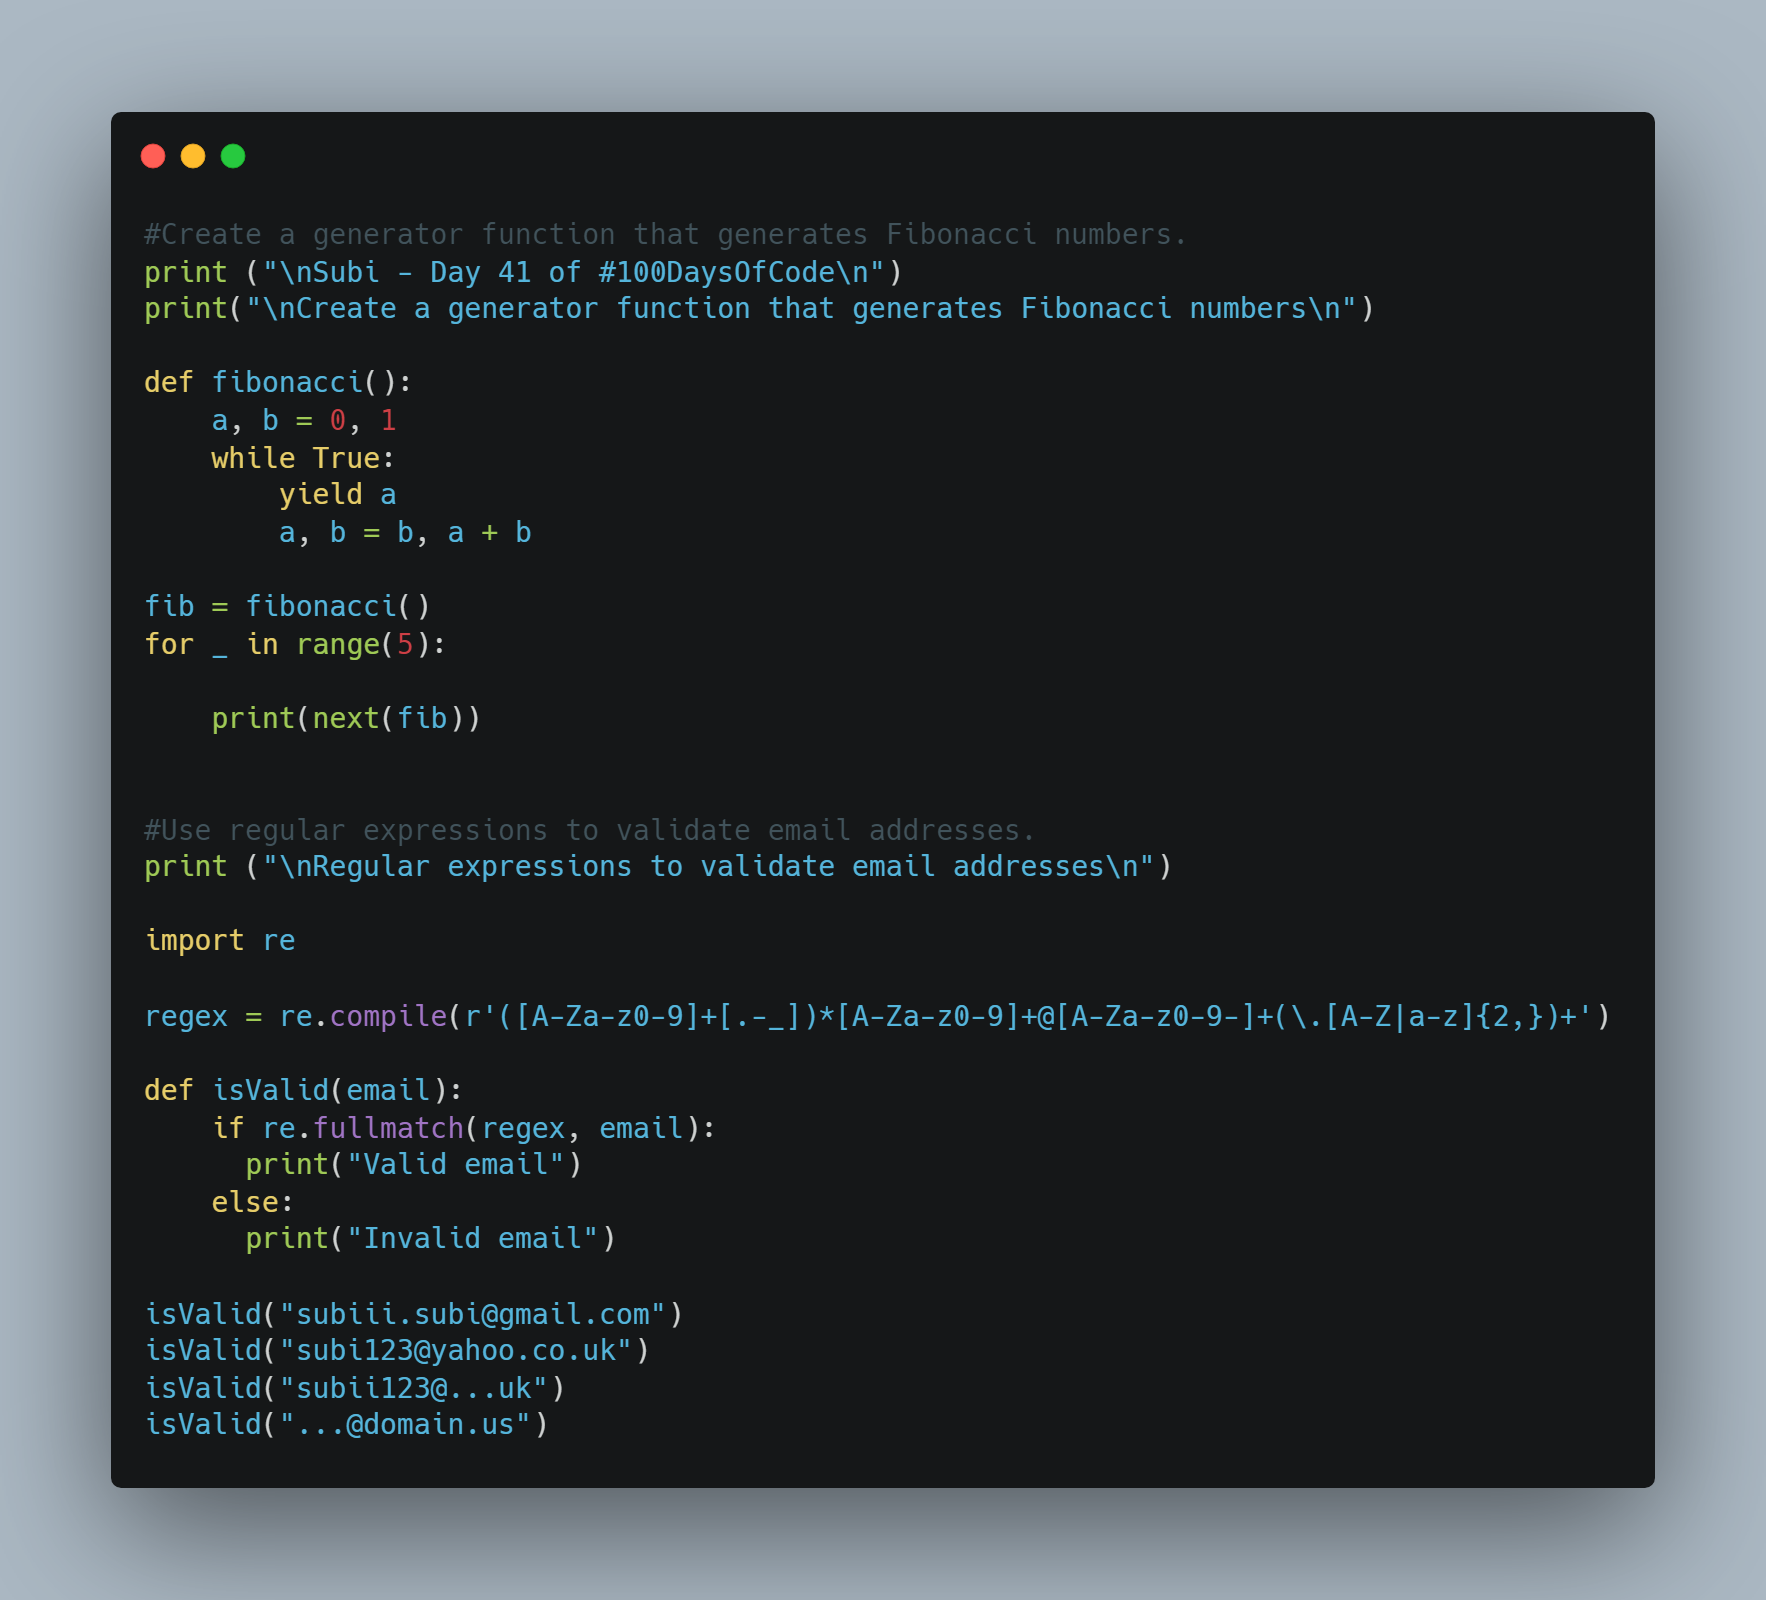 #Create a generator function that generates Fibonacci numbers.
print ("\nSubi - Day 41 of #100DaysOfCode\n")
print("\nCreate a generator function that generates Fibonacci numbers\n")
def fibonacci():
    a, b = 0, 1
    while True:
        yield a
        a, b = b, a + b
fib = fibonacci()
for _ in range(5):
    print(next(fib))
#Use regular expressions to validate email addresses.
print ("\nRegular expressions to validate email addresses\n")
import re
regex = re.compile(r'([A-Za-z0-9]+[.-_])*[A-Za-z0-9]+@[A-Za-z0-9-]+(\.[A-Z|a-z]{2,})+')
def isValid(email):
    if re.fullmatch(regex, email):
      print("Valid email")
    else:
      print("Invalid email")
isValid("subiii.subi@gmail.com")
isValid("subi123@yahoo.co.uk")
isValid("subii123@...uk")
isValid("...@domain.us")